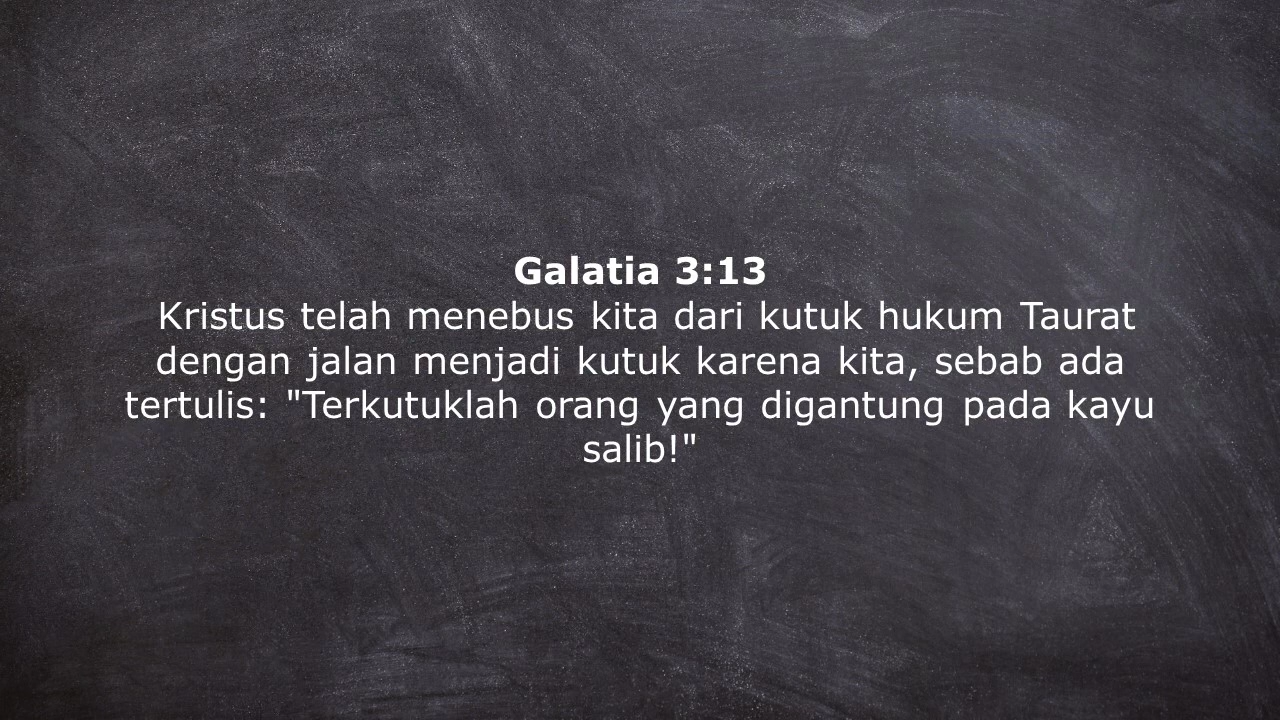 Galatia 3:13
Kristus telah menebus kita dari kutuk hukum Taurat
dengan jalan menjadi kutuk karena kita, sebab ada
tertulis: "Terkutuklah orang yang digantung pada kayu
salib!"